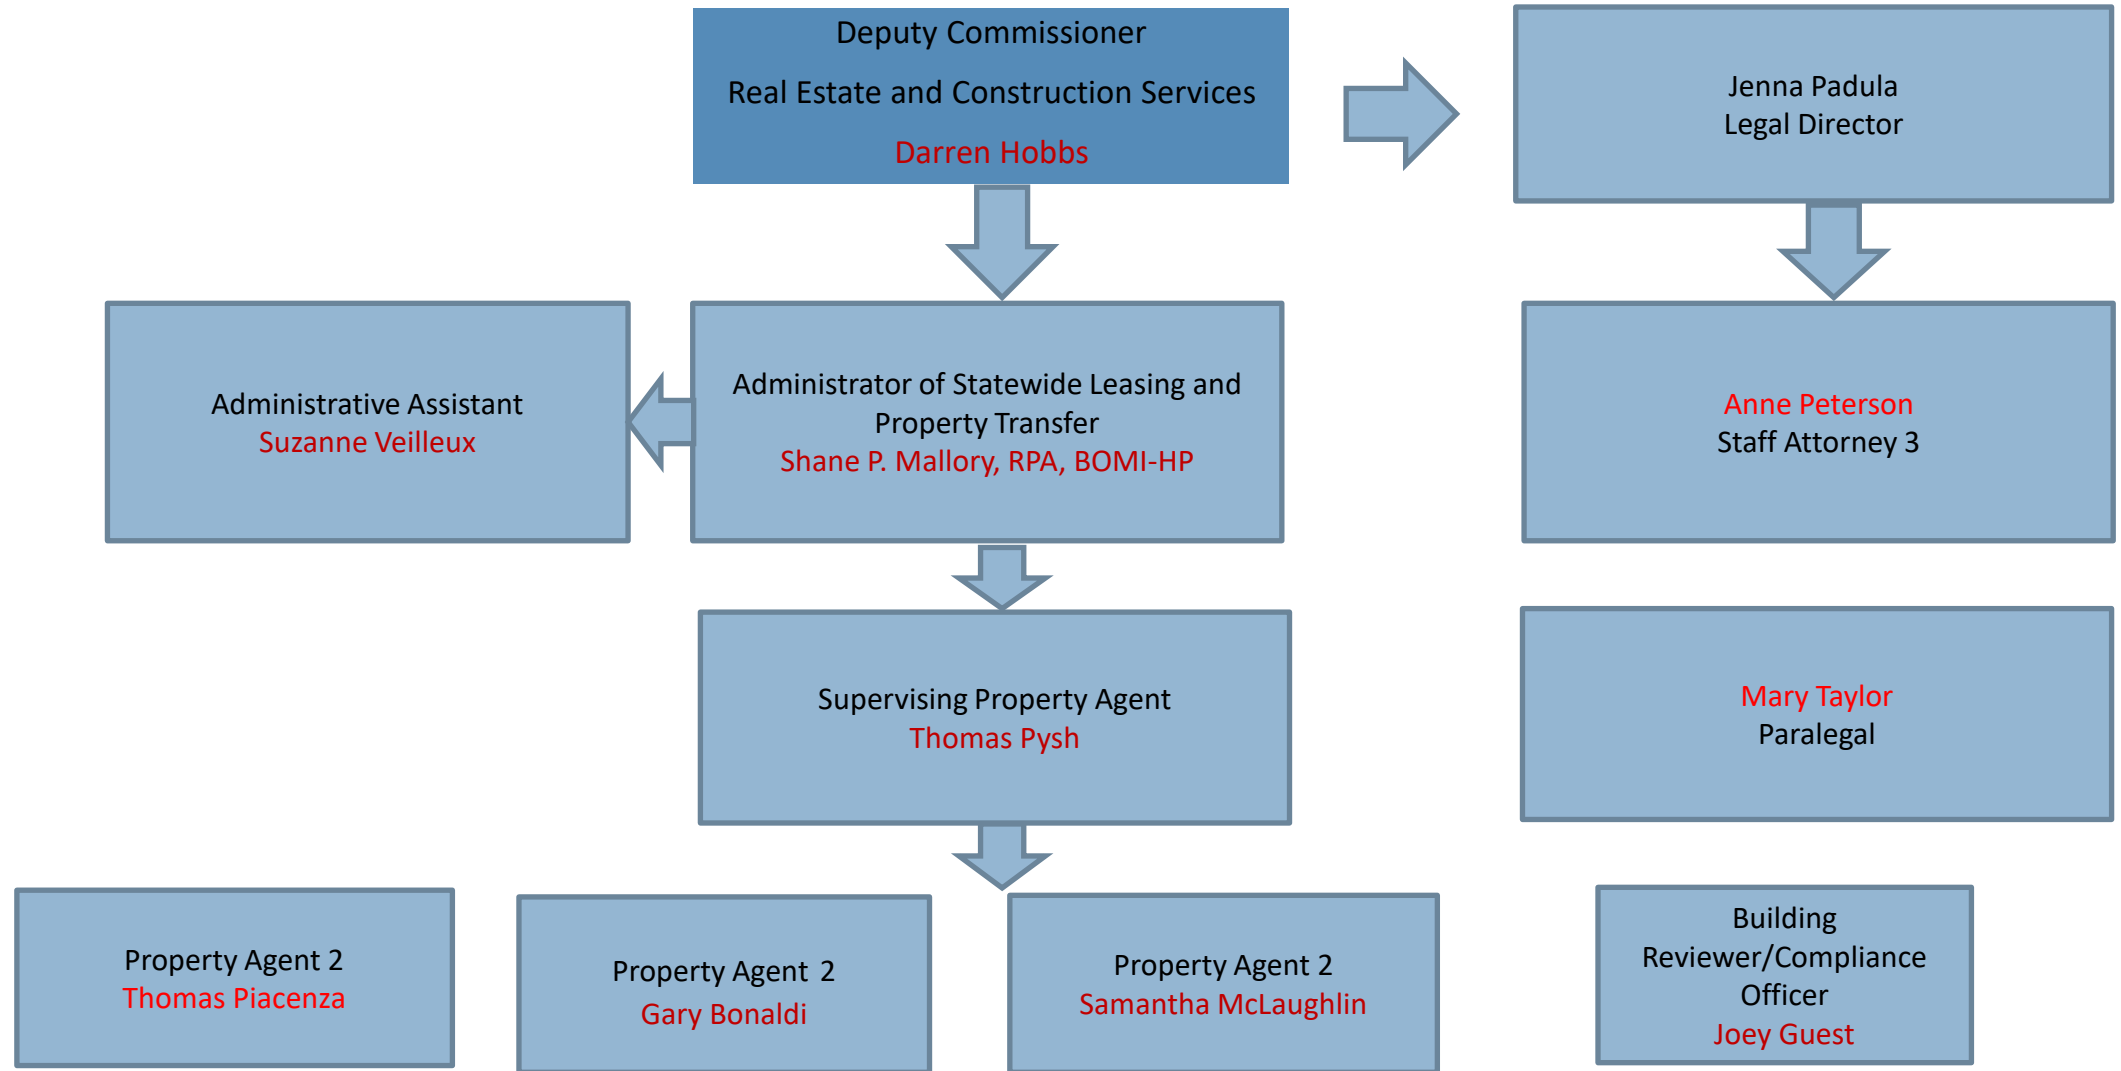 Deputy Commissioner
Real Estate and Construction Services
Darren Hobbs
Jenna Padula
Legal Director
Administrative Assistant
Suzanne Veilleux
Administrator of Statewide Leasing and
Property Transfer
Shane P. Mallory, RPA, BOMI-HP
Anne Peterson
Staff Attorney 3
Supervising Property Agent
Thomas Pysh
Mary Taylor
Paralegal
Property Agent 2
Thomas Piacenza
Property Agent 2
Gary Bonaldi
Property Agent 2
Samantha McLaughlin
Building
Reviewer/Compliance
Officer
Joey Guest